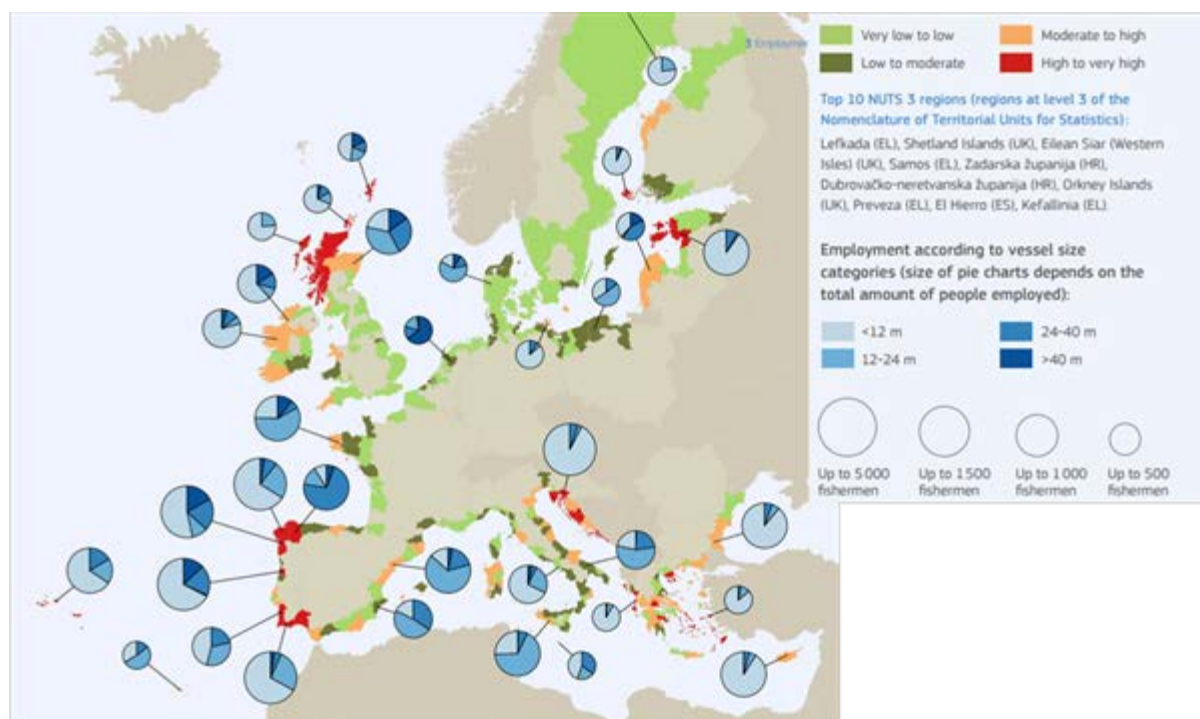 3 Employmer
Very low to low
Moderate to high
Low to moderate
High to very high
Top 10 NUTS 3 regions (regions at level 3 of the
Nomenclature of Territorial Units for Statistics):
Lefkada (EL), Shetland Islands (UK), Eilean Siar (Western
Isles) (UK), Samos (EL), Zadarska županija (HR),
Dubrovačko-neretvanska županija (HR), Orkney Islands
(UK), Preveza (EL), El Hierro (ES), Kefallinia (EL).
Employment according to vessel size
categories (size of pie charts depends on the
total amount of people employed):
<12 m
24-40 m
12-24 m
>40 m
Up to 5 000
fishermen
Up to 1 500
fishermen
Up to 1 000
fishermen
Up to 500
fishermen